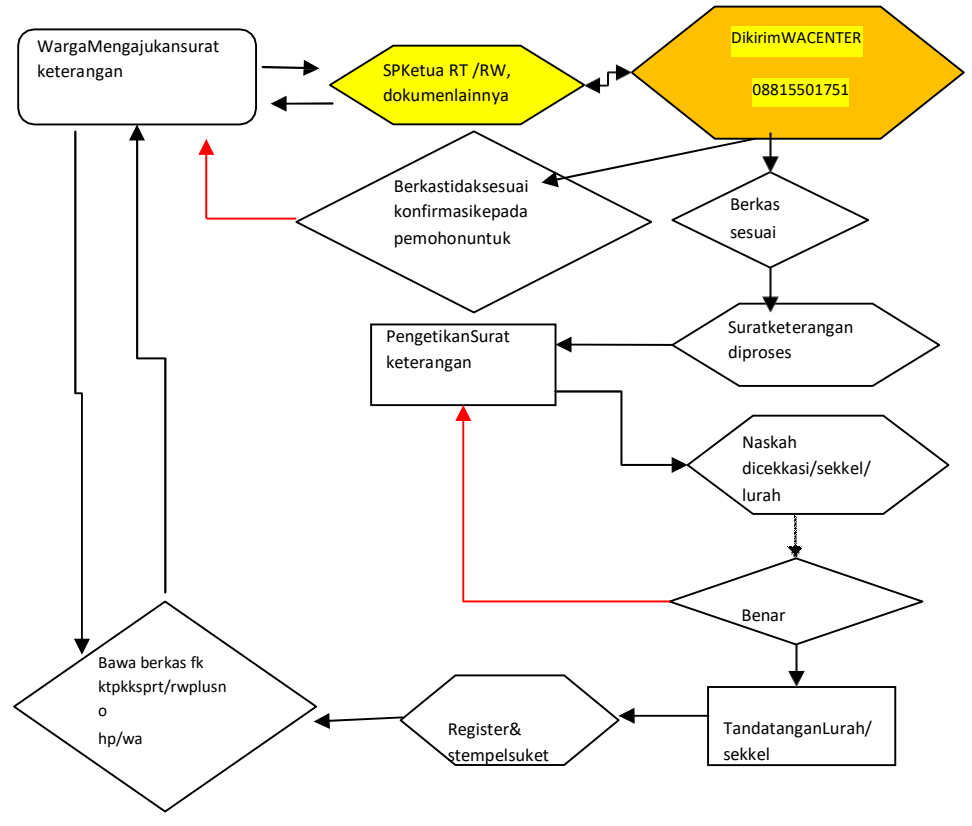 WargaMengajukansurat
keterangan
SPKetua RT /RW,
dokumenlainnya
DikirimWACENTER
08815501751
Berkastidaksesuai
konfirmasikepada
pemohonuntuk
Berkas
sesuai
Suratketerangan
diproses
PengetikanSurat
keterangan
Naskah
dicekkasi/sekkel/
lurah
Benar
TandatanganLurah/
sekkel
Register&
stempelsuket
Bawa berkas fk
ktpkksprt/rwplusn
o
hp/wa